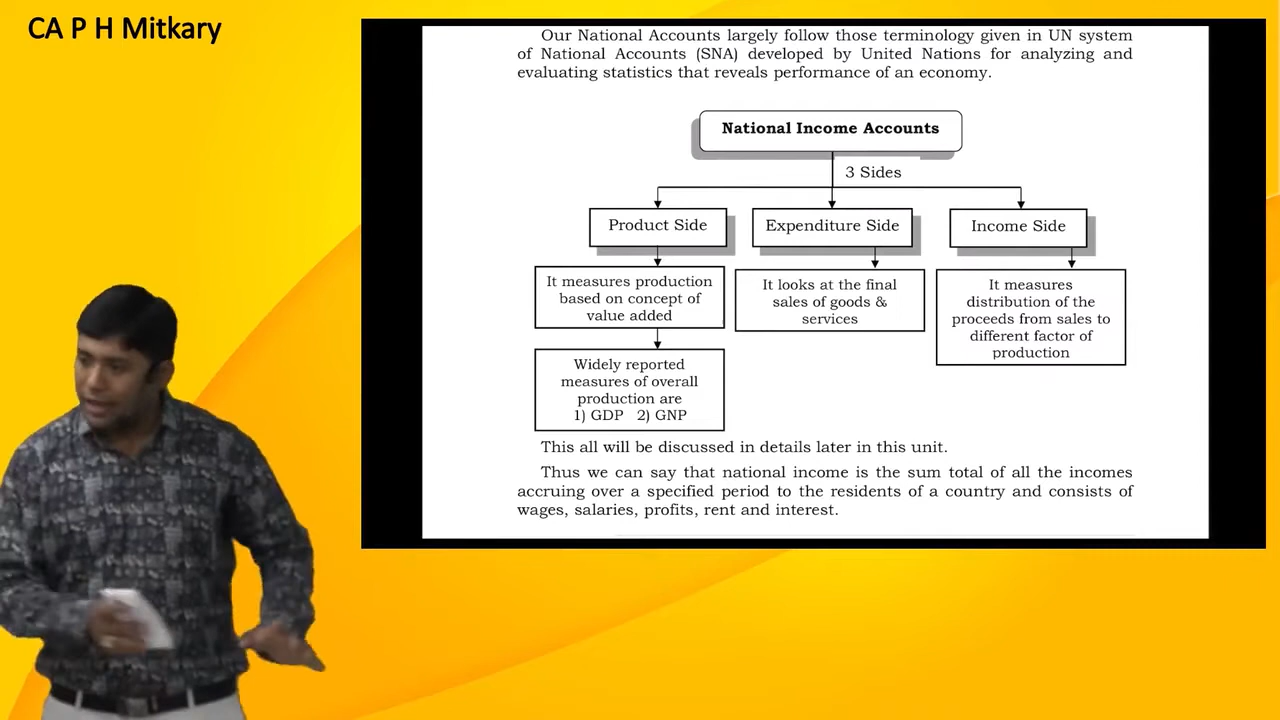 CA P H Mitkary
Our National Accounts largely follow those terminology given in UN system
of National Accounts (SNA) developed by United Nations for analyzing and
evaluating statistics that reveals performance of an economy.
National Income Accounts
3 Sides
Product Side
Expenditure Side
Income Side
It measures production
based on concept of
value added
It looks at the final
sales of goods &
services
It measures
distribution of the
proceeds from sales to
different factor of
production
Widely reported
measures of overall
production are
1) GDP 2) GNP
This all will be discussed in details later in this unit.
Thus we can say that national income is the sum total of all the incomes
accruing over a specified period to the residents of a country and consists of
wages, salaries, profits, rent and interest.